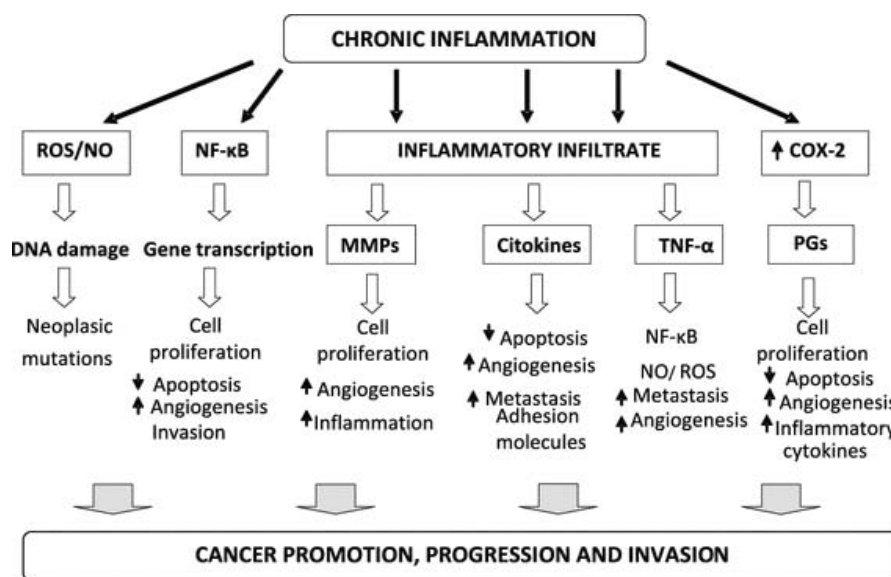 CHRONIC INFLAMMATION
ROS/NO
NF-κB
INFLAMMATORY INFILTRATE
COX-2
DNA damage
Gene transcription
MMPs
Citokines
TNF-α
PGs
Neoplasic
mutations
Cell
proliferation
Apoptosis
Angiogenesis
Invasion
Cell
proliferation
Angiogenesis
Inflammation
Apoptosis
Angiogenesis
Metastasis
Adhesion
molecules
NF-κB
NO/ ROS
Metastasis
Angiogenesis
Cell
proliferation
Apoptosis
Angiogenesis
Inflammatory
cytokines
CANCER PROMOTION, PROGRESSION AND INVASION